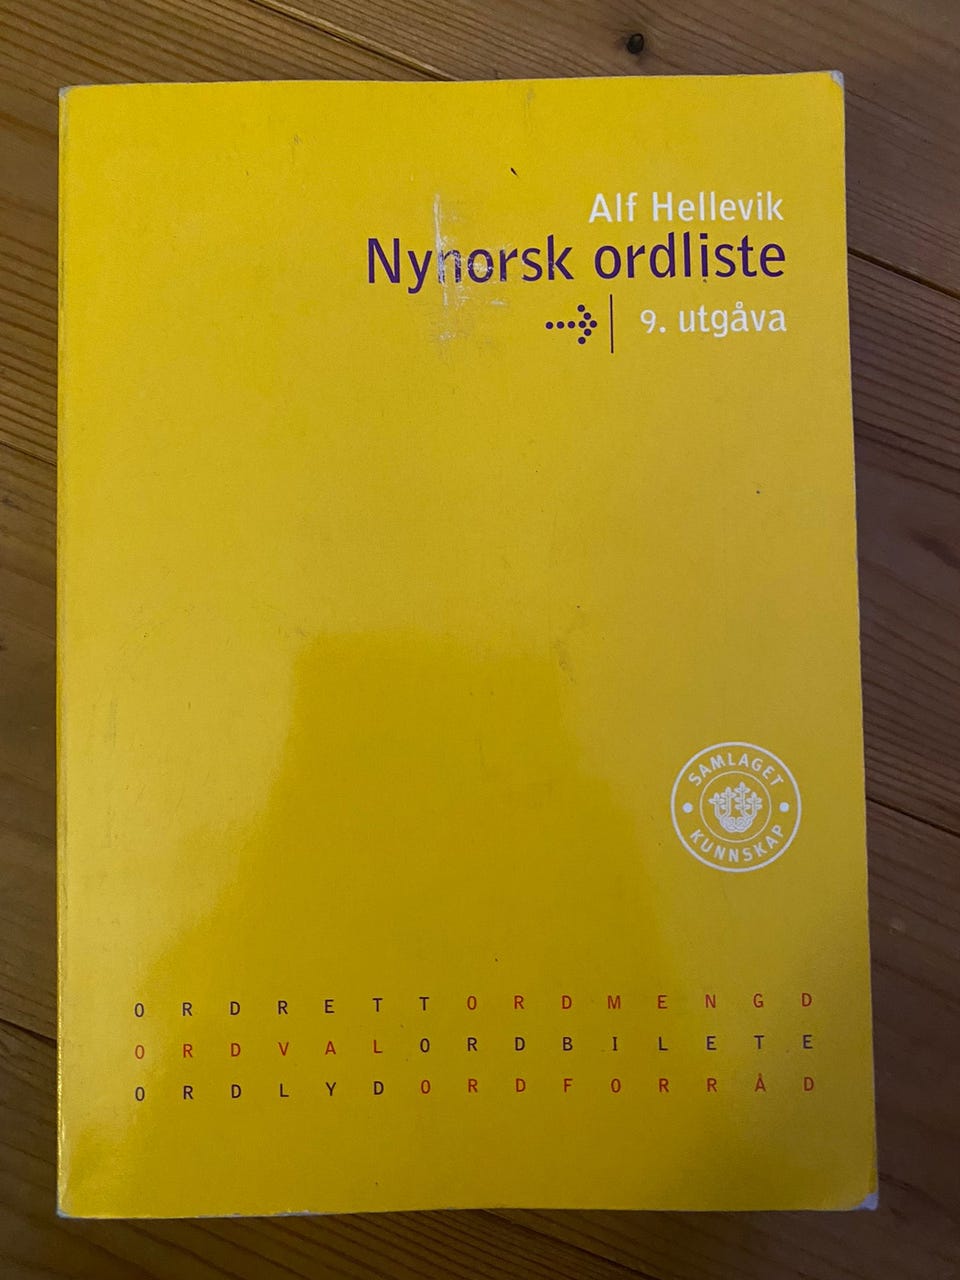 Alf Hellevik
Nynorsk ordliste
9. utgåva
SAMLAGET
KUNNSKAP
ORDRETTORDMENGD
ORDVALORDBILETE
ORDLYDORDFORRÅD